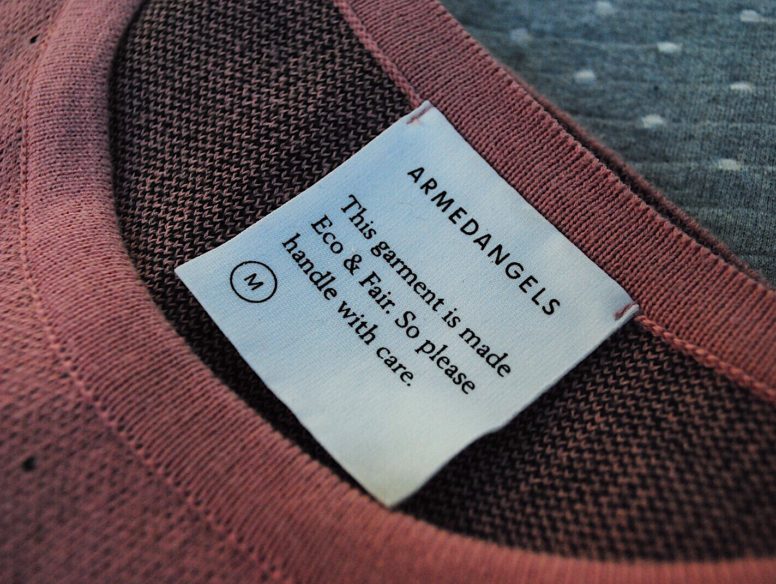 ARMEDANGELS
This garment is made
Eco & Fair. So please
handle with care.
M